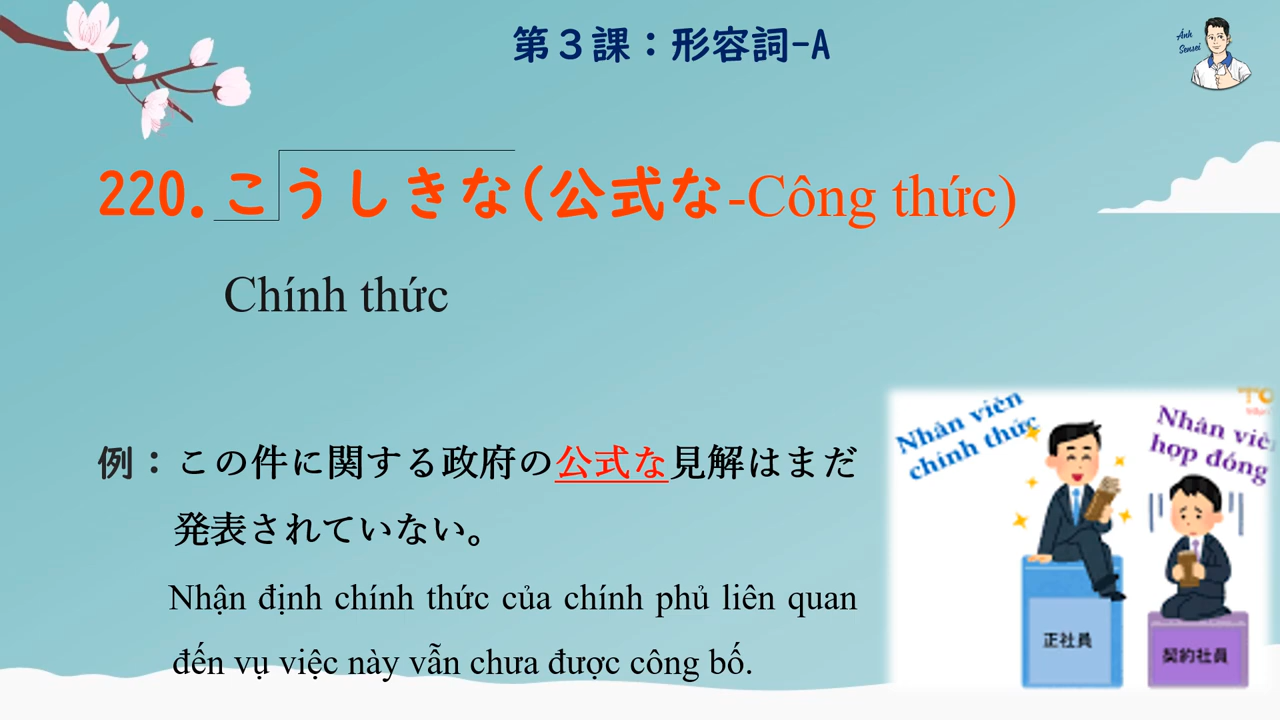 第３課：形容詞-A
Anh
Sensei
220.こうしきな(公式な-Công thức)
Chính thức
例：この件に関する政府の公式な見解はまだ
発表されていない。
Nhận định chính thức của chính phủ liên quan
đến vụ việc này vẫn chưa được công bố.
Nhân viên
chính thức
Nhân viê
hợp đồng
正社員
契約社員